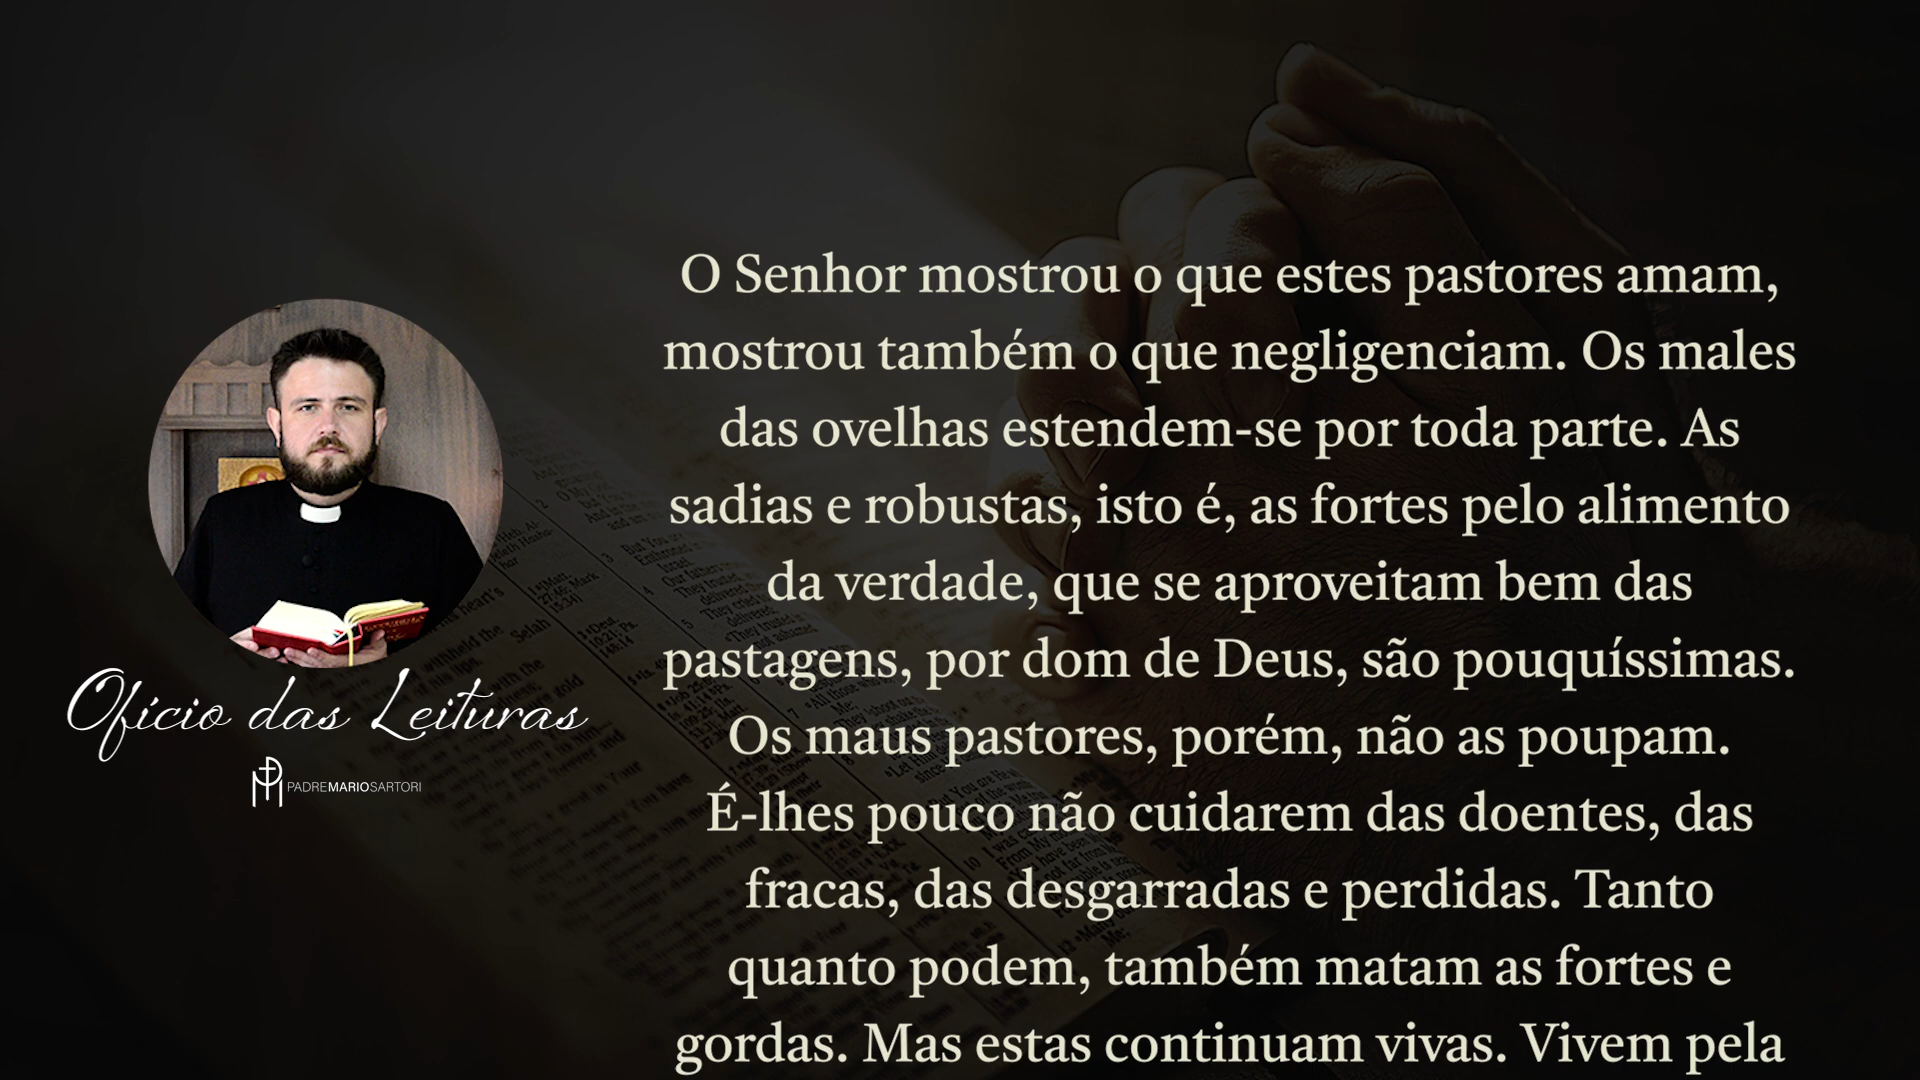 O Senhor mostrou o que estes pastores amam,
mostrou também o que negligenciam. Os males
das ovelhas estendem-se por toda parte. As
sadias e robustas, isto é, as fortes pelo alimento
da verdade, que se aproveitam bem das
pastagens, por dom de Deus, são pouquíssimas.
Os maus pastores, porém, não as poupam.
É-lhes pouco não cuidarem das doentes, das
fracas, das desgarradas e perdidas. Tanto
quanto podem, também matam as fortes e
gordas. Mas estas continuam vivas. Vivem pela
Ofício das Leituras
PADREMARIOSARTORI